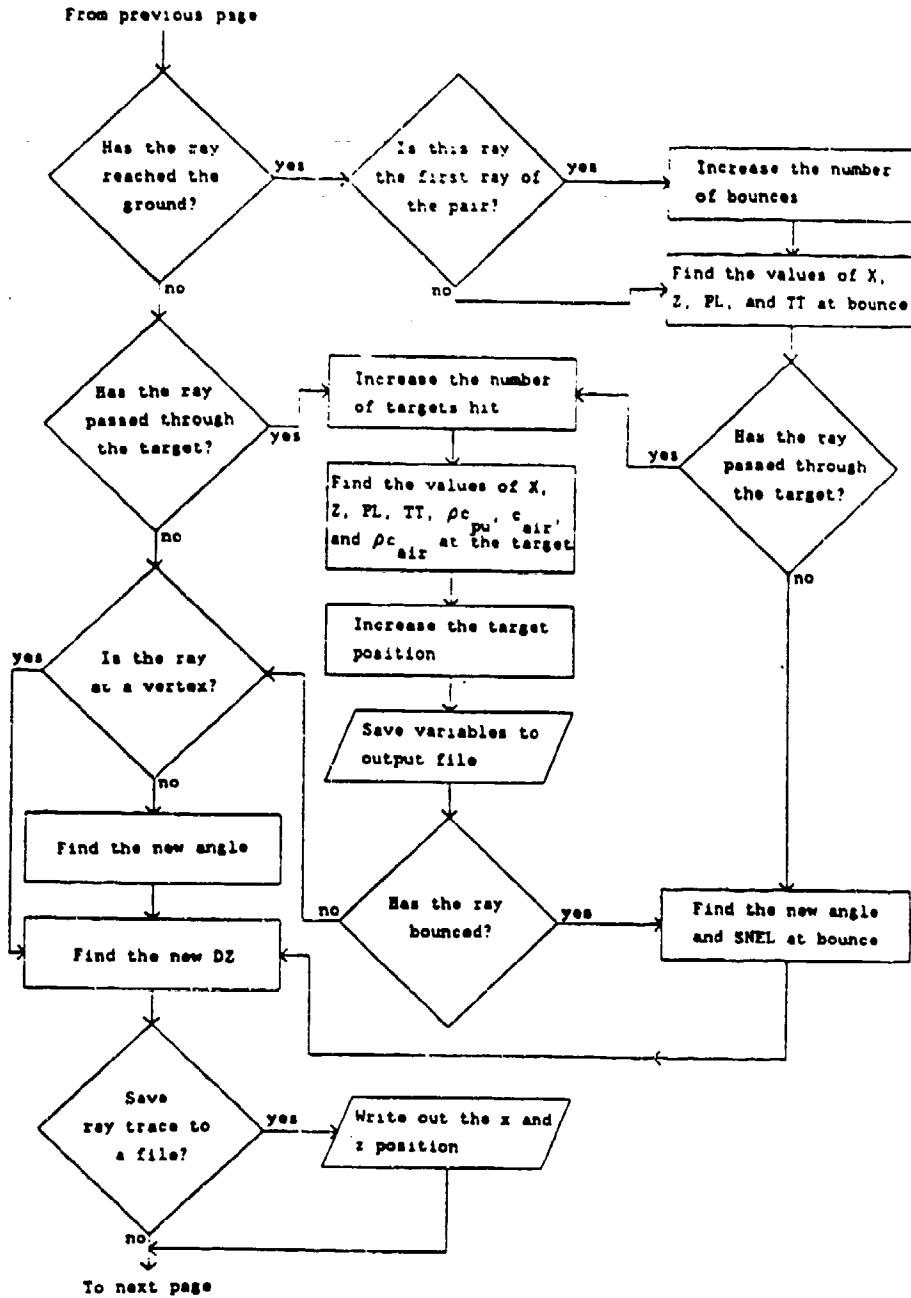 From previous page
Has the ray
reached the
ground?
yes
no
Is this ray
the first ray of
the pair?
yes
no
Increase the number
of bounces
Find the values of X,
Z, PL, and TT at bounce
Has the ray
passed through
the target?
yes
no
Increase the number
of targets hit
Has the ray
passed through
the target?
yes
no
Find the values of X,
Z, PL, TT, ρc_pu, c_air,
and ρc_air at the target
Increase the target
position
Is the ray
at a vertex?
yes
no
Save variables to
output file
Find the new angle
Has the ray
bounced?
no
yes
Find the new angle
and SNEL at bounce
Find the new DZ
Save
ray trace to
a file?
yes
no
Write out the x and
z position
To next page